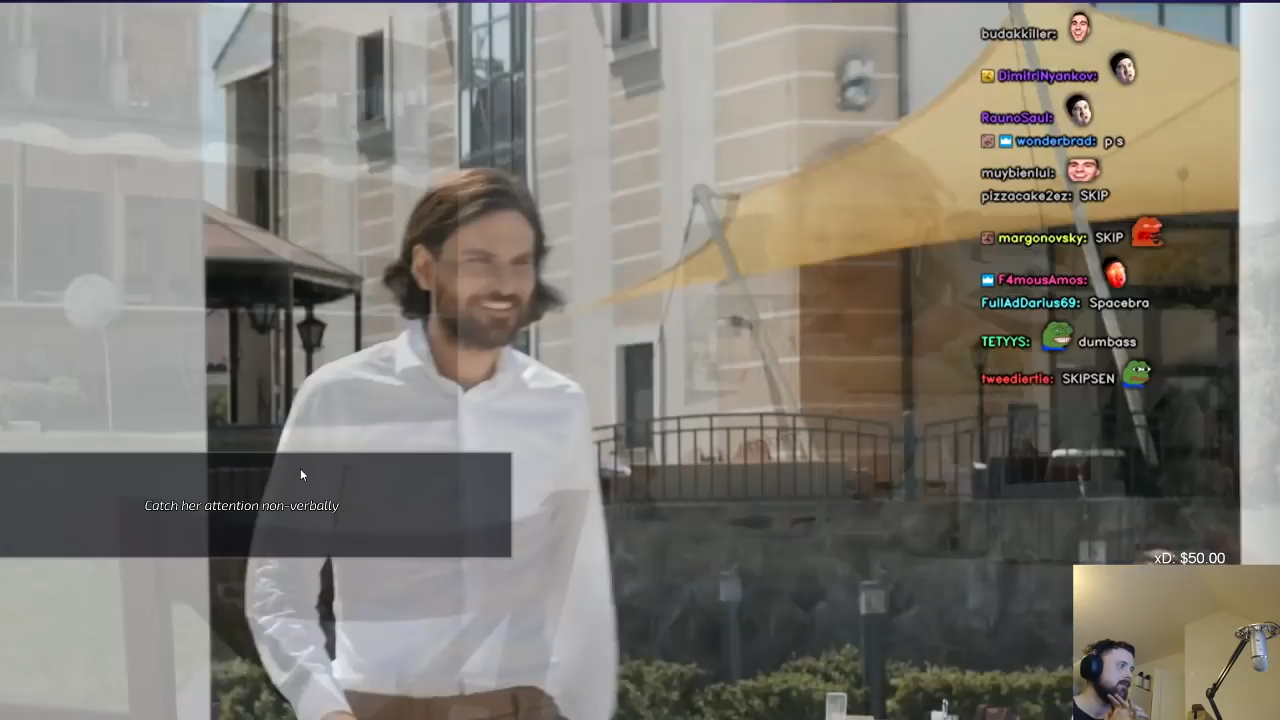 Catch her attention non-verbally
budakkiller:
DimitriNyankov:
RaunoSaul:
wonderbrad: p s
muybienlul:
pizzacake2ez: SKIP
margonovsky: SKIP
F4mousAmos:
FullAdDarius69: Spacebra
TETYYS: dumbass
tweediertie: SKIPSEN
xD: $50.00